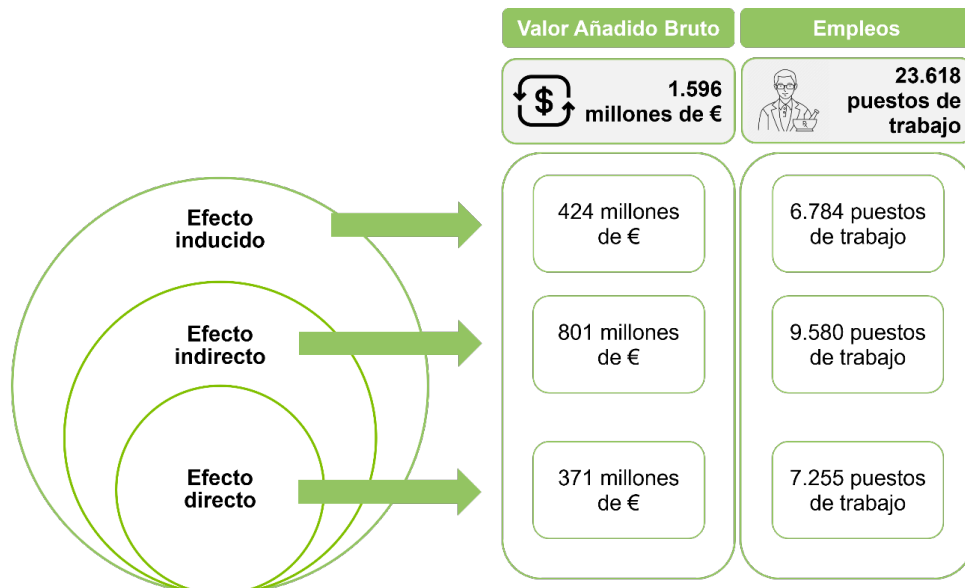 Valor Añadido Bruto
Empleos
1.596
millones de €
23.618
puestos de
trabajo
Efecto
inducido
424 millones
de €
6.784 puestos
de trabajo
Efecto
indirecto
801 millones
de €
9.580 puestos
de trabajo
Efecto
directo
371 millones
de €
7.255 puestos
de trabajo